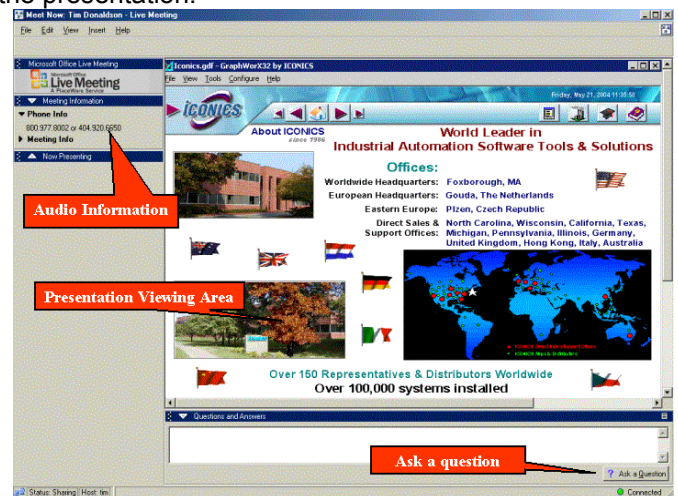 the presentation.
Meet Now: Tim Donaldson - Live Meeting
File Edit View Insert Help
Microsoft Office Live Meeting
Microsoft Office
Live Meeting
A PlaceWare Service
Meeting Information
Phone Info
800.977.8002 or 404.920.6650
Meeting Info
Now Presenting
Audio Information
Iconics.gdf - GraphWorX32 by ICONICS
File View Tools Configure Help
Friday, May 21, 2004 11:35:50
ICONICS
About ICONICS
since 1986
World Leader in
Industrial Automation Software Tools & Solutions
Offices:
Worldwide Headquarters: Foxborough, MA
European Headquarters: Gouda, The Netherlands
Eastern Europe: Plzen, Czech Republic
Direct Sales & Support Offices: North Carolina, Wisconsin, California, Texas,
Michigan, Pennsylvania, Illinois, Germany,
United Kingdom, Hong Kong, Italy, Australia
Presentation Viewing Area
Over 150 Representatives & Distributors Worldwide
Over 100,000 systems installed
Questions and Answers
Ask a question
? Ask a Question
Status: Sharing Host: tim
Connected